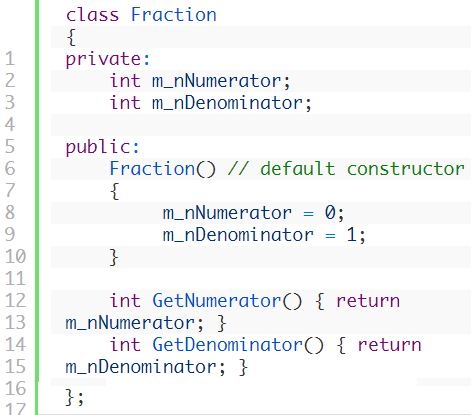 class Fraction
{
1 private:
2     int m_nNumerator;
3     int m_nDenominator;
4
5 public:
6     Fraction() // default constructor
7     {
8          m_nNumerator = 0;
9          m_nDenominator = 1;
10     }
11
12     int GetNumerator() { return
13 m_nNumerator; }
14     int GetDenominator() { return
15 m_nDenominator; }
16 };
17